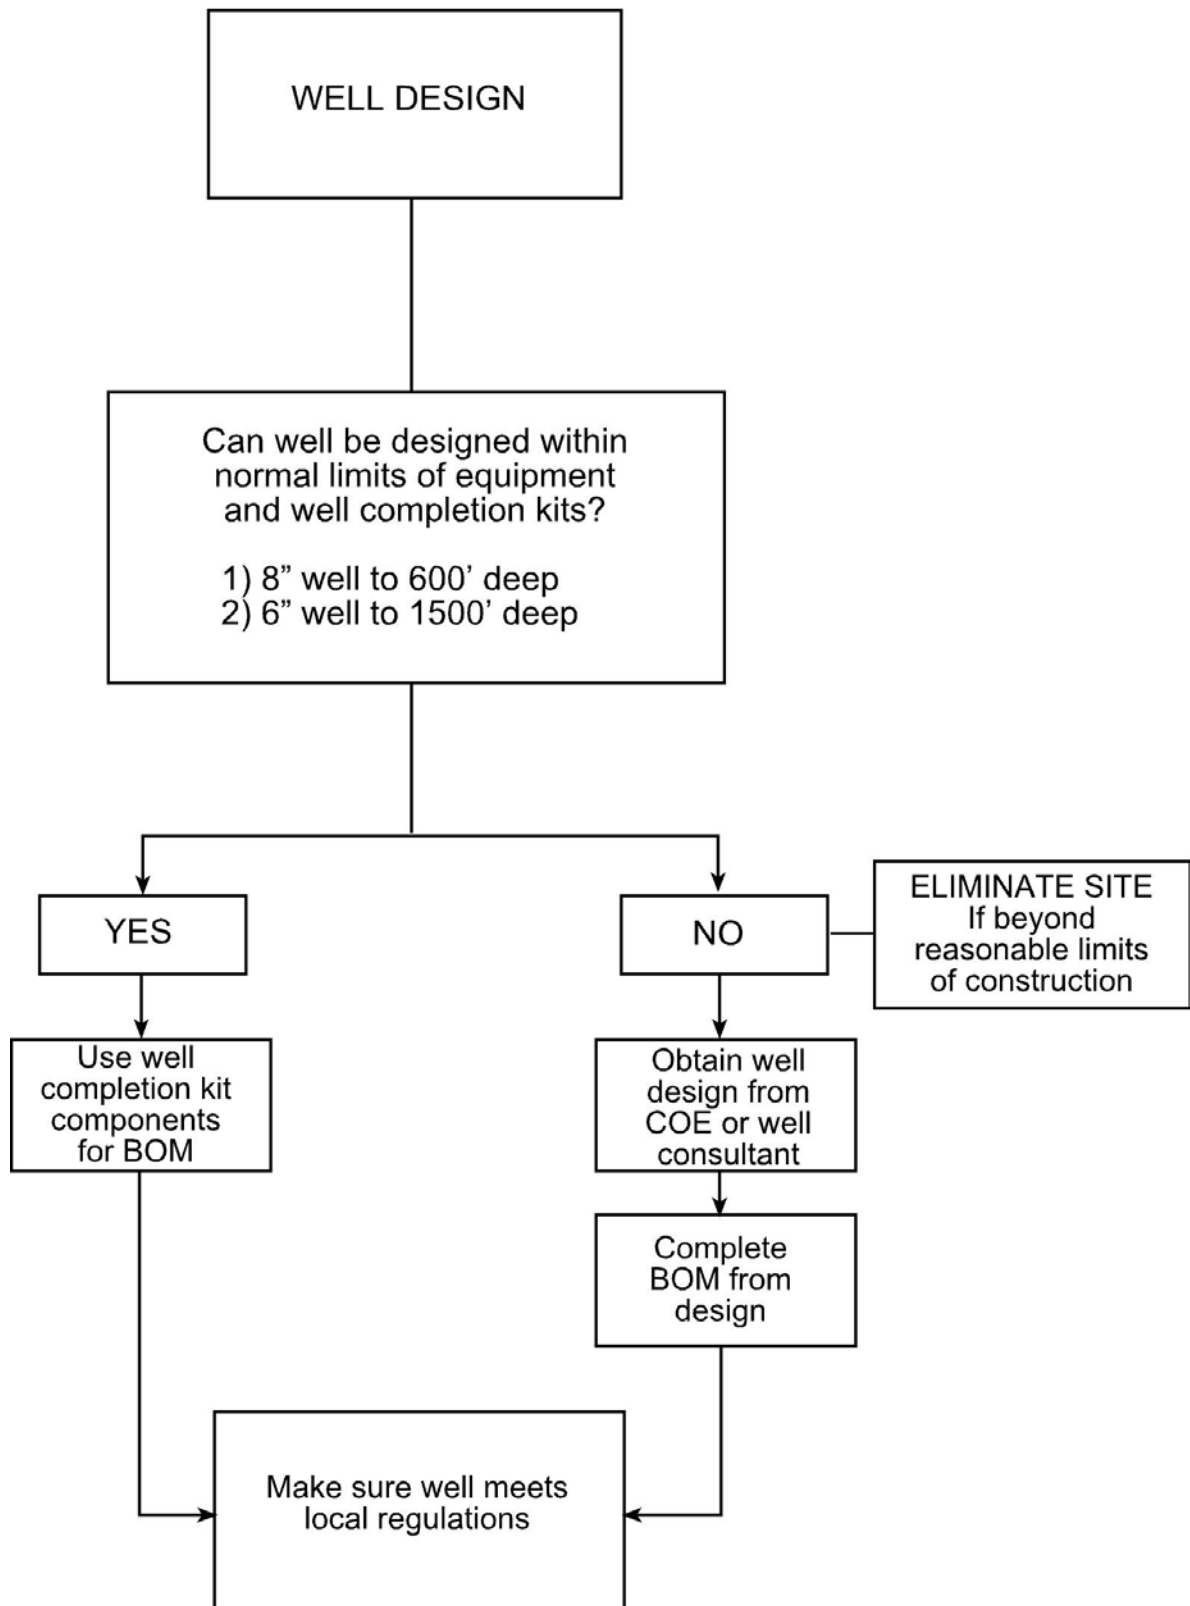 WELL DESIGN
Can well be designed within
normal limits of equipment
and well completion kits?
1) 8” well to 600’ deep
2) 6” well to 1500’ deep
YES
NO
ELIMINATE SITE
If beyond
reasonable limits
of construction
Use well
completion kit
components
for BOM
Obtain well
design from
COE or well
consultant
Complete
BOM from
design
Make sure well meets
local regulations